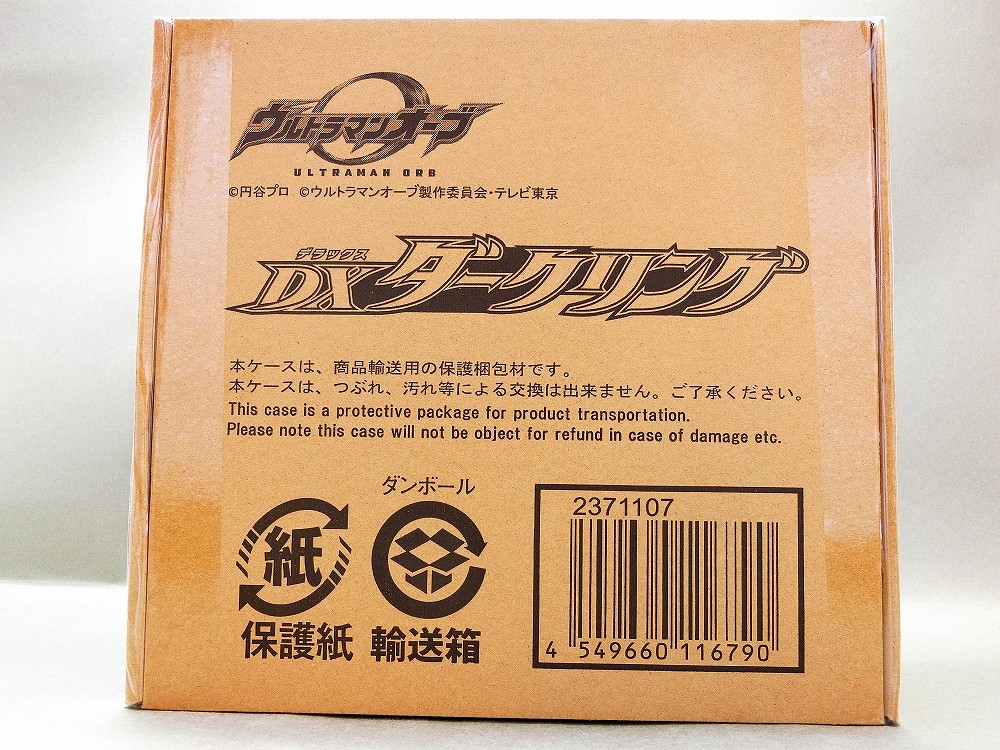 ウルトラマンオーブ
ULTRAMAN ORB
©円谷プロ ©ウルトラマンオーブ製作委員会・テレビ東京
デラックス
DXダークリング
本ケースは、商品輸送用の保護梱包材です。
本ケースは、つぶれ、汚れ等による交換は出来ません。ご了承ください。
This case is a protective package for product transportation.
Please note this case will not be object for refund in case of damage etc.
ダンボール
紙
保護紙
輸送箱
2371107
4 549660 116790